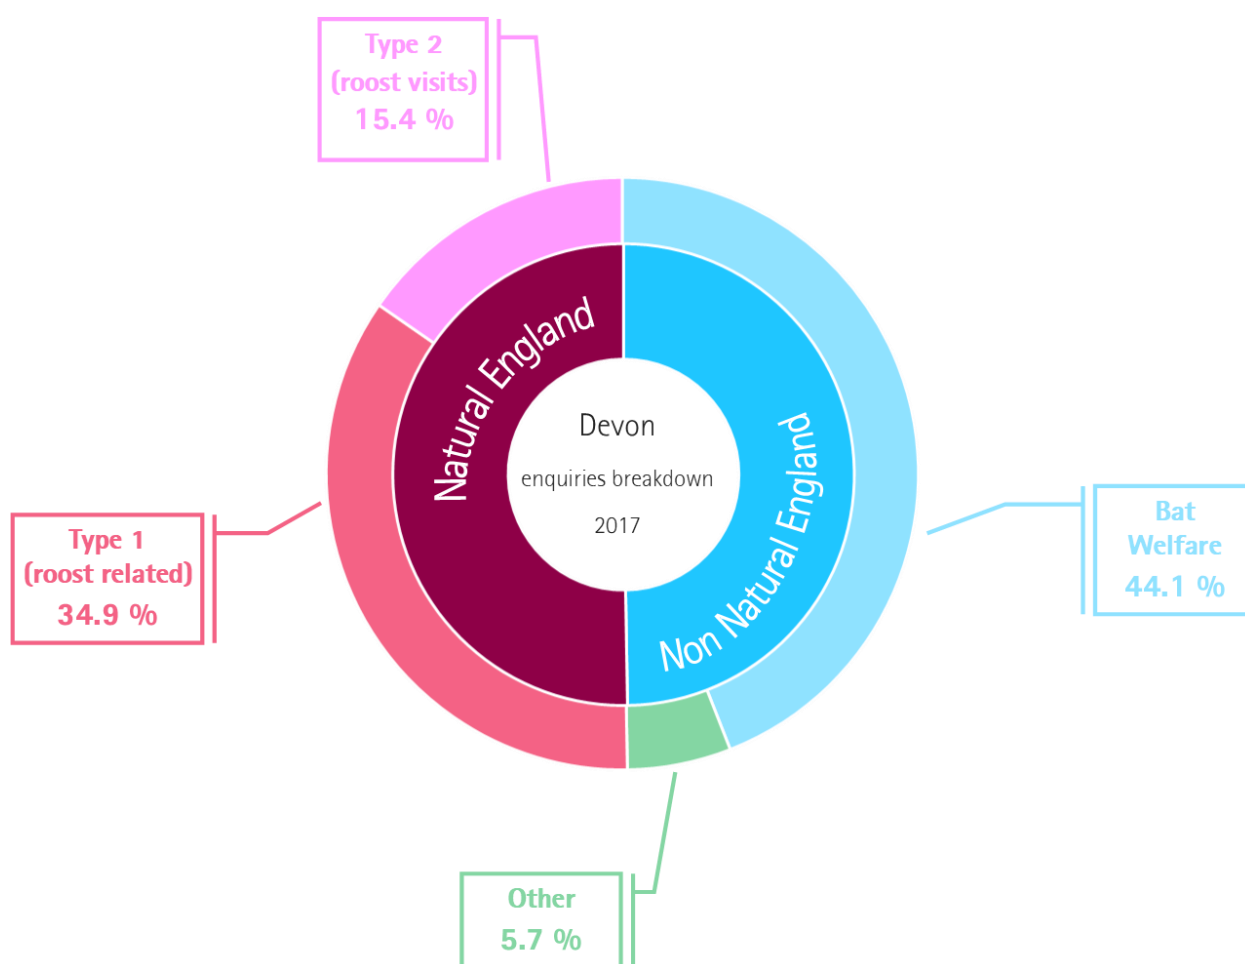 Type 2
(roost visits)
15.4 %
Natural England
Devon
enquiries breakdown
2017
Non Natural England
Type 1
(roost related)
34.9 %
Bat
Welfare
44.1 %
Other
5.7 %